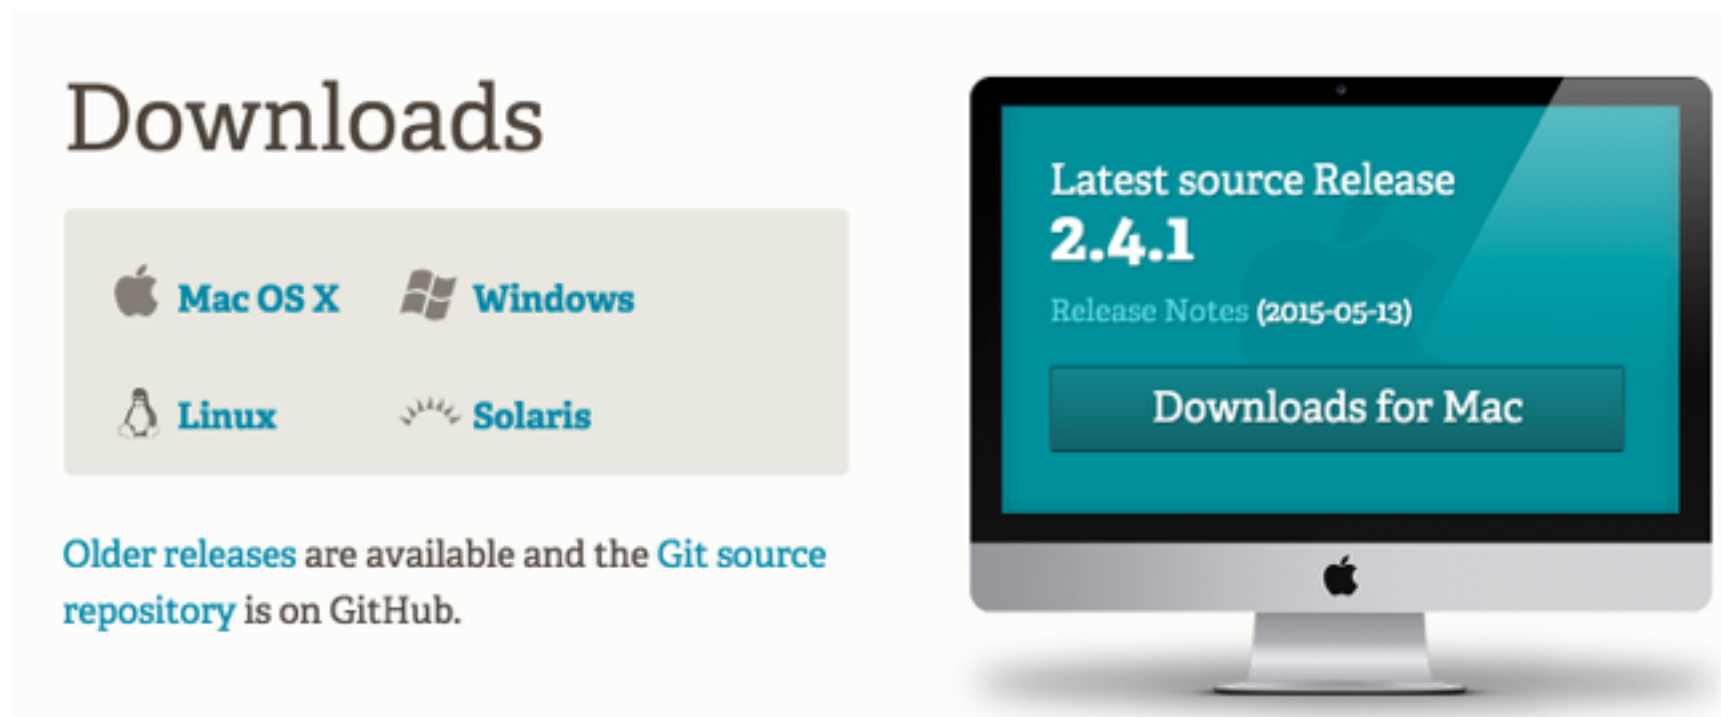 Downloads
Mac OS X
Windows
Linux
Solaris
Older releases are available and the Git source
repository is on GitHub.
Latest source Release
2.4.1
Release Notes (2015-05-13)
Downloads for Mac